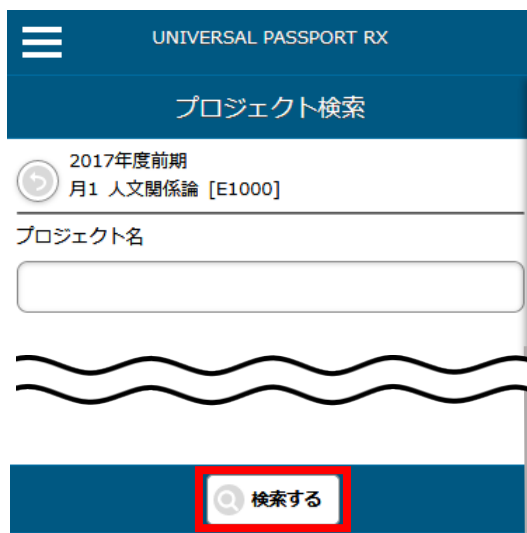 UNIVERSAL PASSPORT RX
プロジェクト検索
2017年度前期
月1 人文関係論 [E1000]
プロジェクト名
検索する